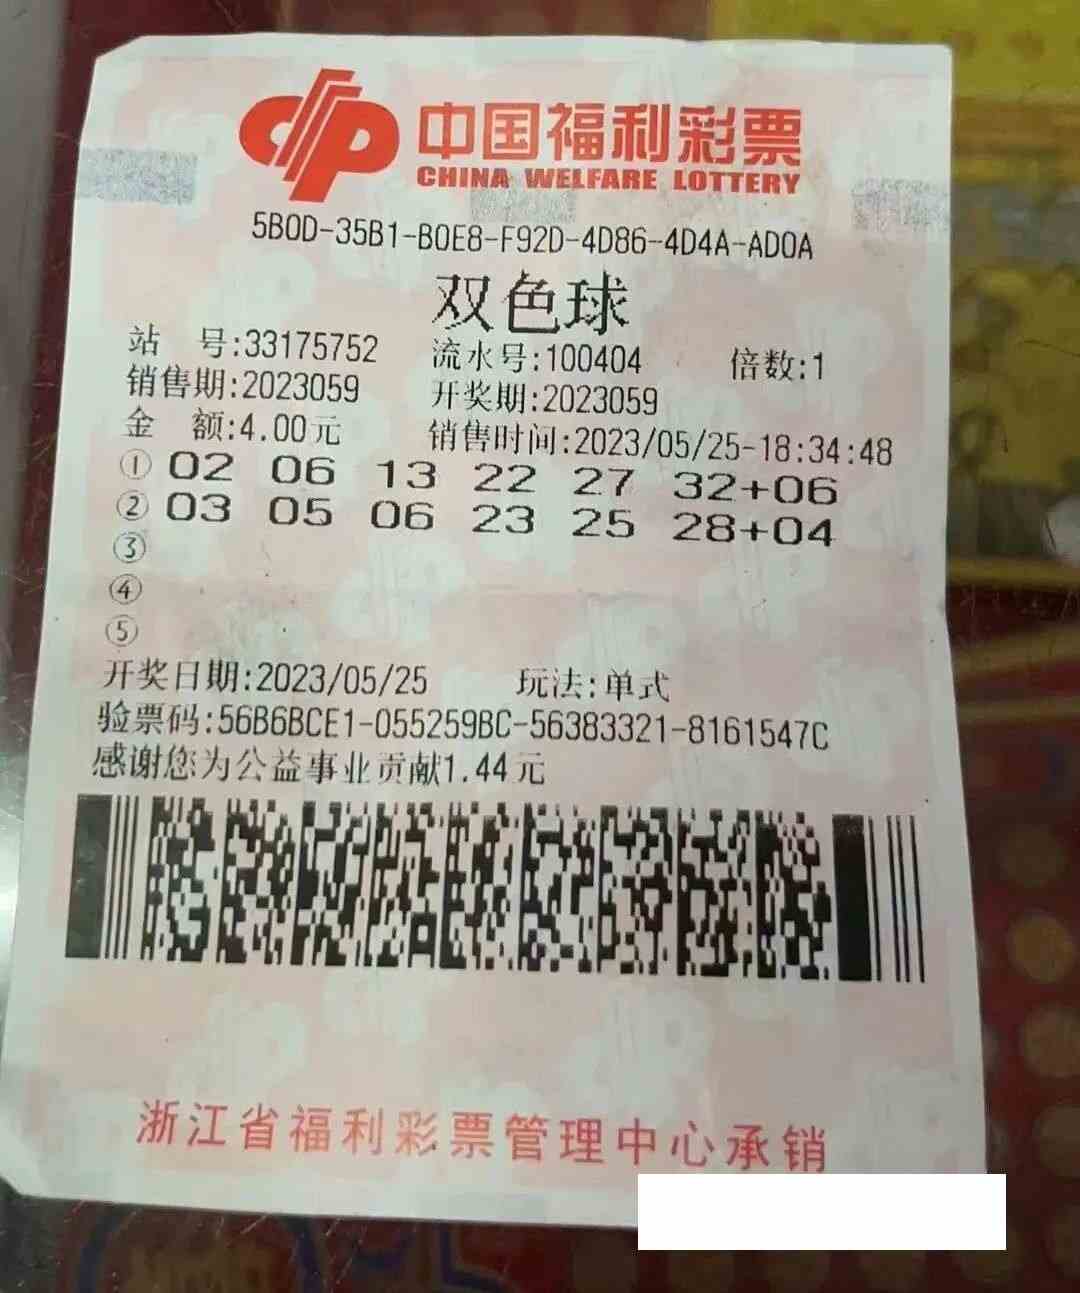 中国福利彩票
CHINA WELFARE LOTTERY
5B0D-35B1-B0E8-F92D-4D86-4D4A-AD0A
双色球
站 号:33175752 流水号:100404 倍数:1
销售期:2023059 开奖期:2023059
金 额:4.00元 销售时间:2023/05/25-18:34:48
① 02 06 13 22 27 32+06
② 03 05 06 23 25 28+04
③
④
⑤
开奖日期:2023/05/25 玩法:单式
验票码:56B6BCE1-055259BC-56383321-8161547C
感谢您为公益事业贡献1.44元
浙江省福利彩票管理中心承销